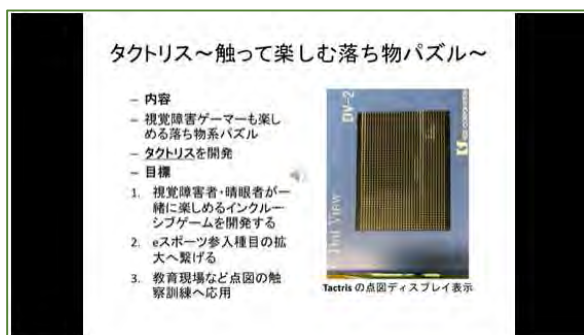 タクトリス～触って楽しむ落ち物パズル～
– 内容
– 視覚障害ゲーマーも楽し
める落ち物系パズル
– タクトリスを開発
– 目標
1. 視覚障害者・晴眼者が一
緒に楽しめるインクルー
シブゲームを開発する
2. eスポーツ参入種目の拡
大へ繋げる
3. 教育現場など点図の触
察訓練へ応用
DV-2
Dot View
Tactris の点図ディスプレイ表示